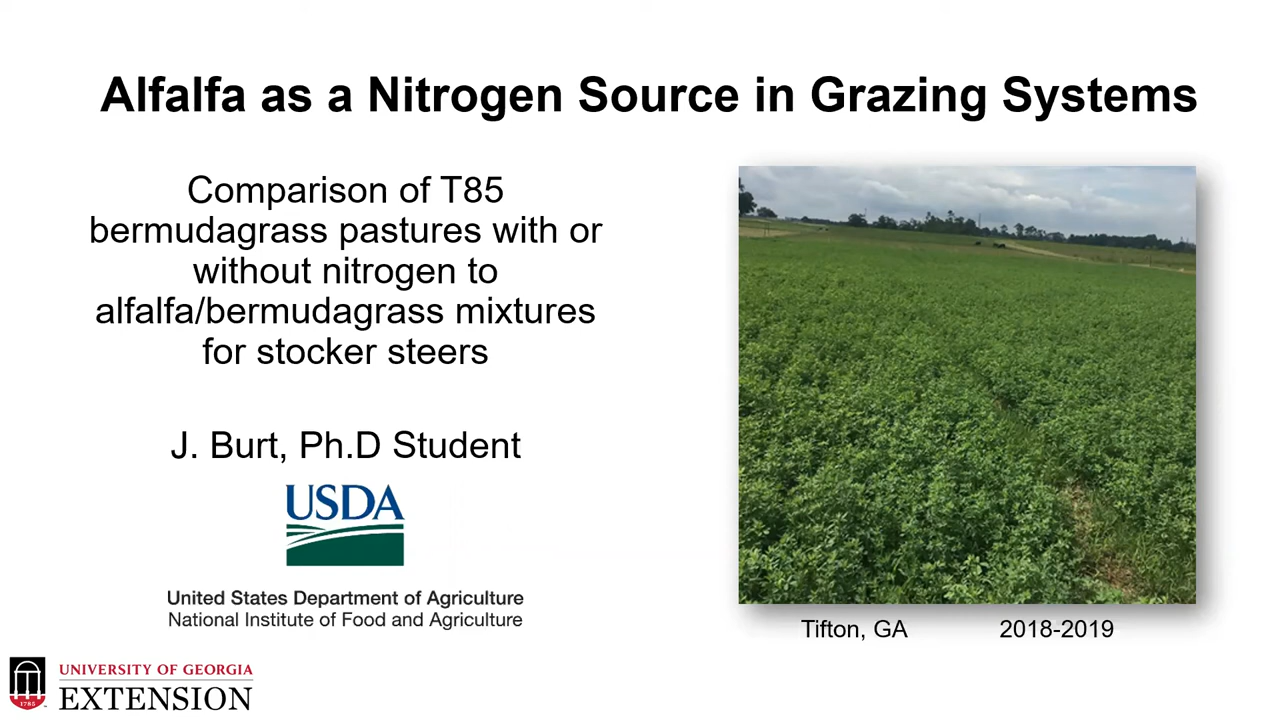 Alfalfa as a Nitrogen Source in Grazing Systems
Comparison of T85
bermudagrass pastures with or
without nitrogen to
alfalfa/bermudagrass mixtures
for stocker steers
J. Burt, Ph.D Student
USDA
United States Department of Agriculture
National Institute of Food and Agriculture
Tifton, GA 2018-2019
1785
UNIVERSITY OF GEORGIA
EXTENSION